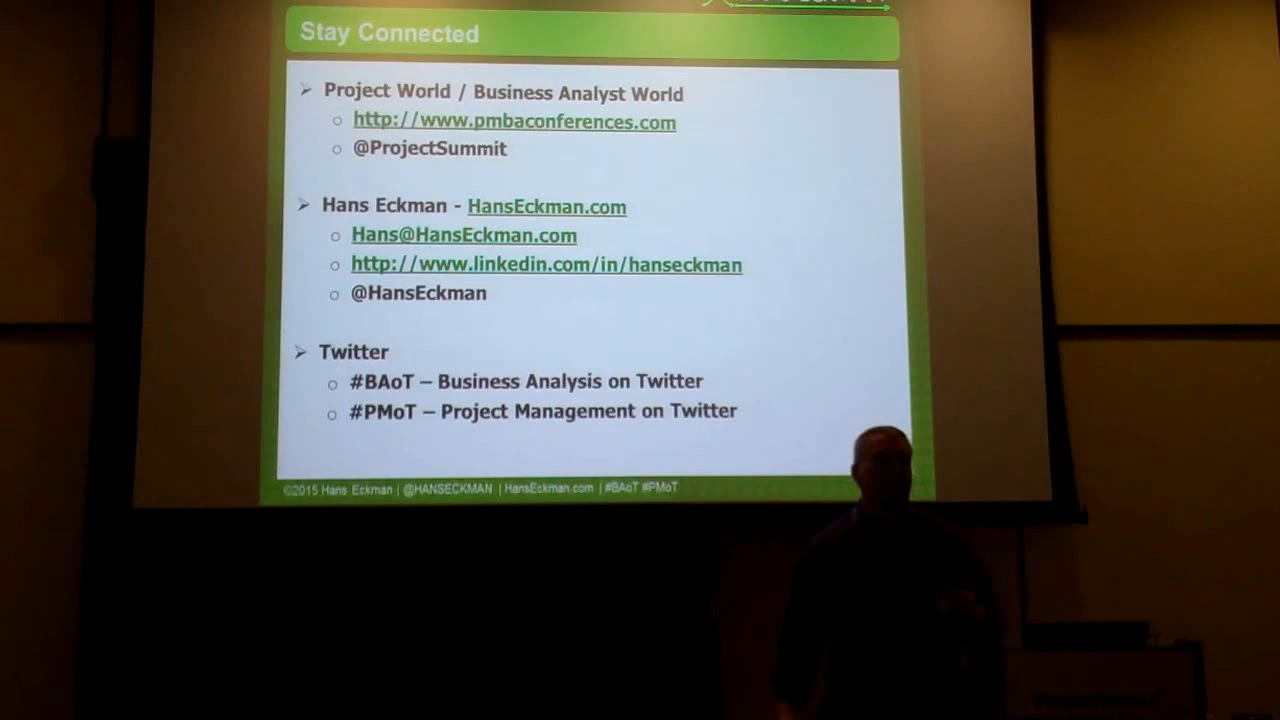 Stay Connected
Project World / Business Analyst World
http://www.pmbaconferences.com
@ProjectSummit
Hans Eckman - HansEckman.com
Hans@HansEckman.com
http://www.linkedin.com/in/hanseckman
@HansEckman
Twitter
#BAoT – Business Analysis on Twitter
#PMoT – Project Management on Twitter
©2015 Hans Eckman | @HANSECKMAN | HansEckman.com | #BAoT #PMoT